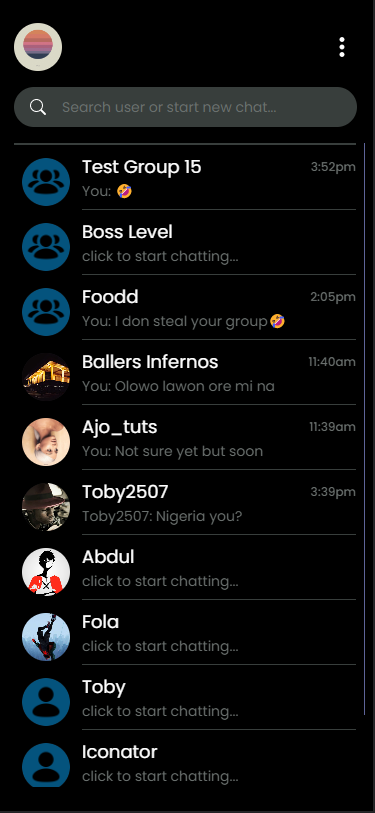 Search user or start new chat...
Test Group 15
3:52pm
You: 🤣
Boss Level
click to start chatting...
Foodd
2:05pm
You: I don steal your group🤣
Ballers Infernos
11:40am
You: Olowo lawon ore mi na
Ajo_tuts
11:39am
You: Not sure yet but soon
Toby2507
3:39pm
Toby2507: Nigeria you?
Abdul
click to start chatting...
Fola
click to start chatting...
Toby
click to start chatting...
Iconator
click to start chatting...